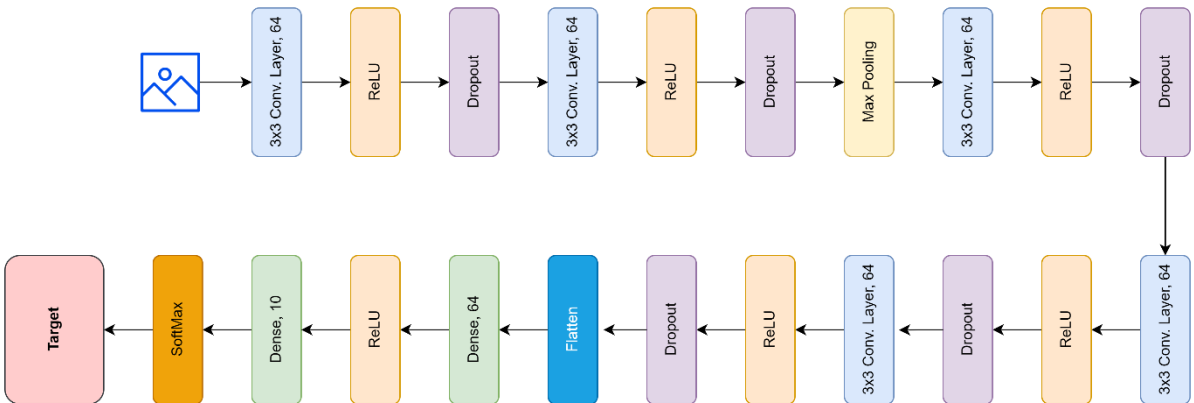 3x3 Conv. Layer, 64
ReLU
Dropout
3x3 Conv. Layer, 64
ReLU
Dropout
Max Pooling
3x3 Conv. Layer, 64
ReLU
Dropout
3x3 Conv. Layer, 64
ReLU
Dropout
3x3 Conv. Layer, 64
ReLU
Dropout
Flatten
Dense, 64
ReLU
Dense, 10
SoftMax
Target